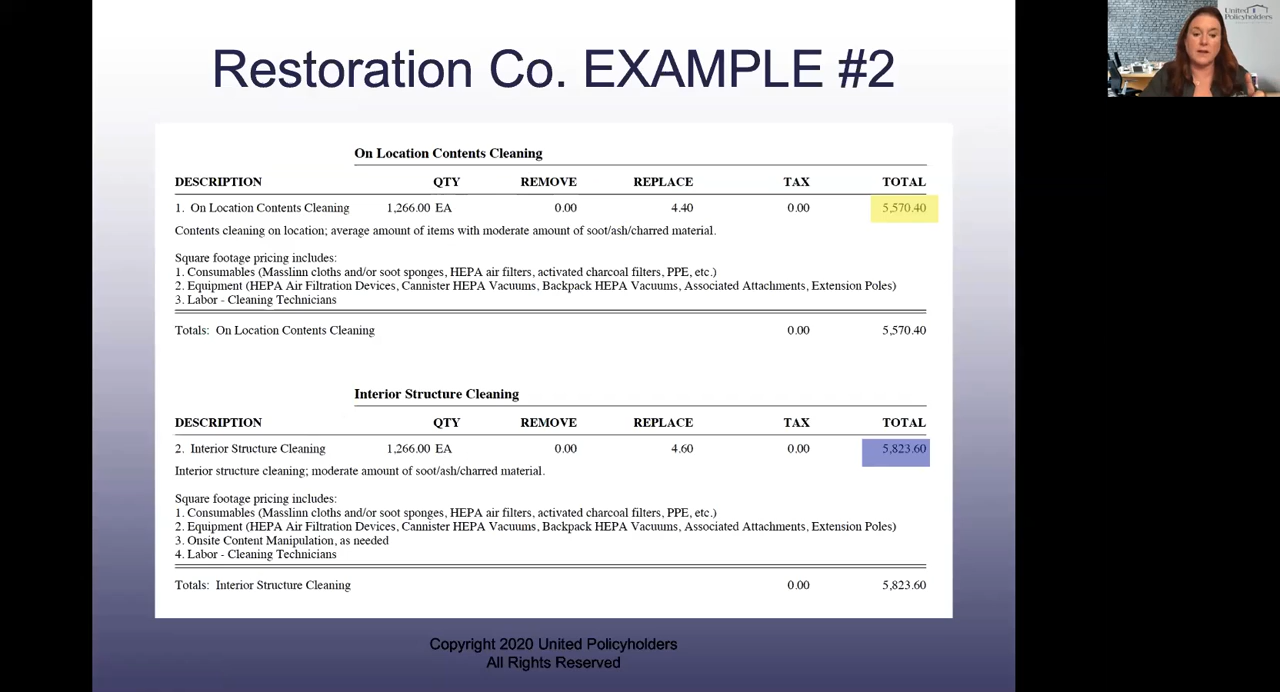 United
Policyholders
Restoration Co. EXAMPLE #2
On Location Contents Cleaning
DESCRIPTION QTY REMOVE REPLACE TAX TOTAL
1. On Location Contents Cleaning 1,266.00 EA 0.00 4.40 0.00 5,570.40
Contents cleaning on location; average amount of items with moderate amount of soot/ash/charred material.
Square footage pricing includes:
1. Consumables (Masslinn cloths and/or soot sponges, HEPA air filters, activated charcoal filters, PPE, etc.)
2. Equipment (HEPA Air Filtration Devices, Cannister HEPA Vacuums, Backpack HEPA Vacuums, Associated Attachments, Extension Poles)
3. Labor - Cleaning Technicians
Totals: On Location Contents Cleaning 0.00 5,570.40
Interior Structure Cleaning
DESCRIPTION QTY REMOVE REPLACE TAX TOTAL
2. Interior Structure Cleaning 1,266.00 EA 0.00 4.60 0.00 5,823.60
Interior structure cleaning; moderate amount of soot/ash/charred material.
Square footage pricing includes:
1. Consumables (Masslinn cloths and/or soot sponges, HEPA air filters, activated charcoal filters, PPE, etc.)
2. Equipment (HEPA Air Filtration Devices, Cannister HEPA Vacuums, Backpack HEPA Vacuums, Associated Attachments, Extension Poles)
3. Onsite Content Manipulation, as needed
4. Labor - Cleaning Technicians
Totals: Interior Structure Cleaning 0.00 5,823.60
Copyright 2020 United Policyholders
All Rights Reserved